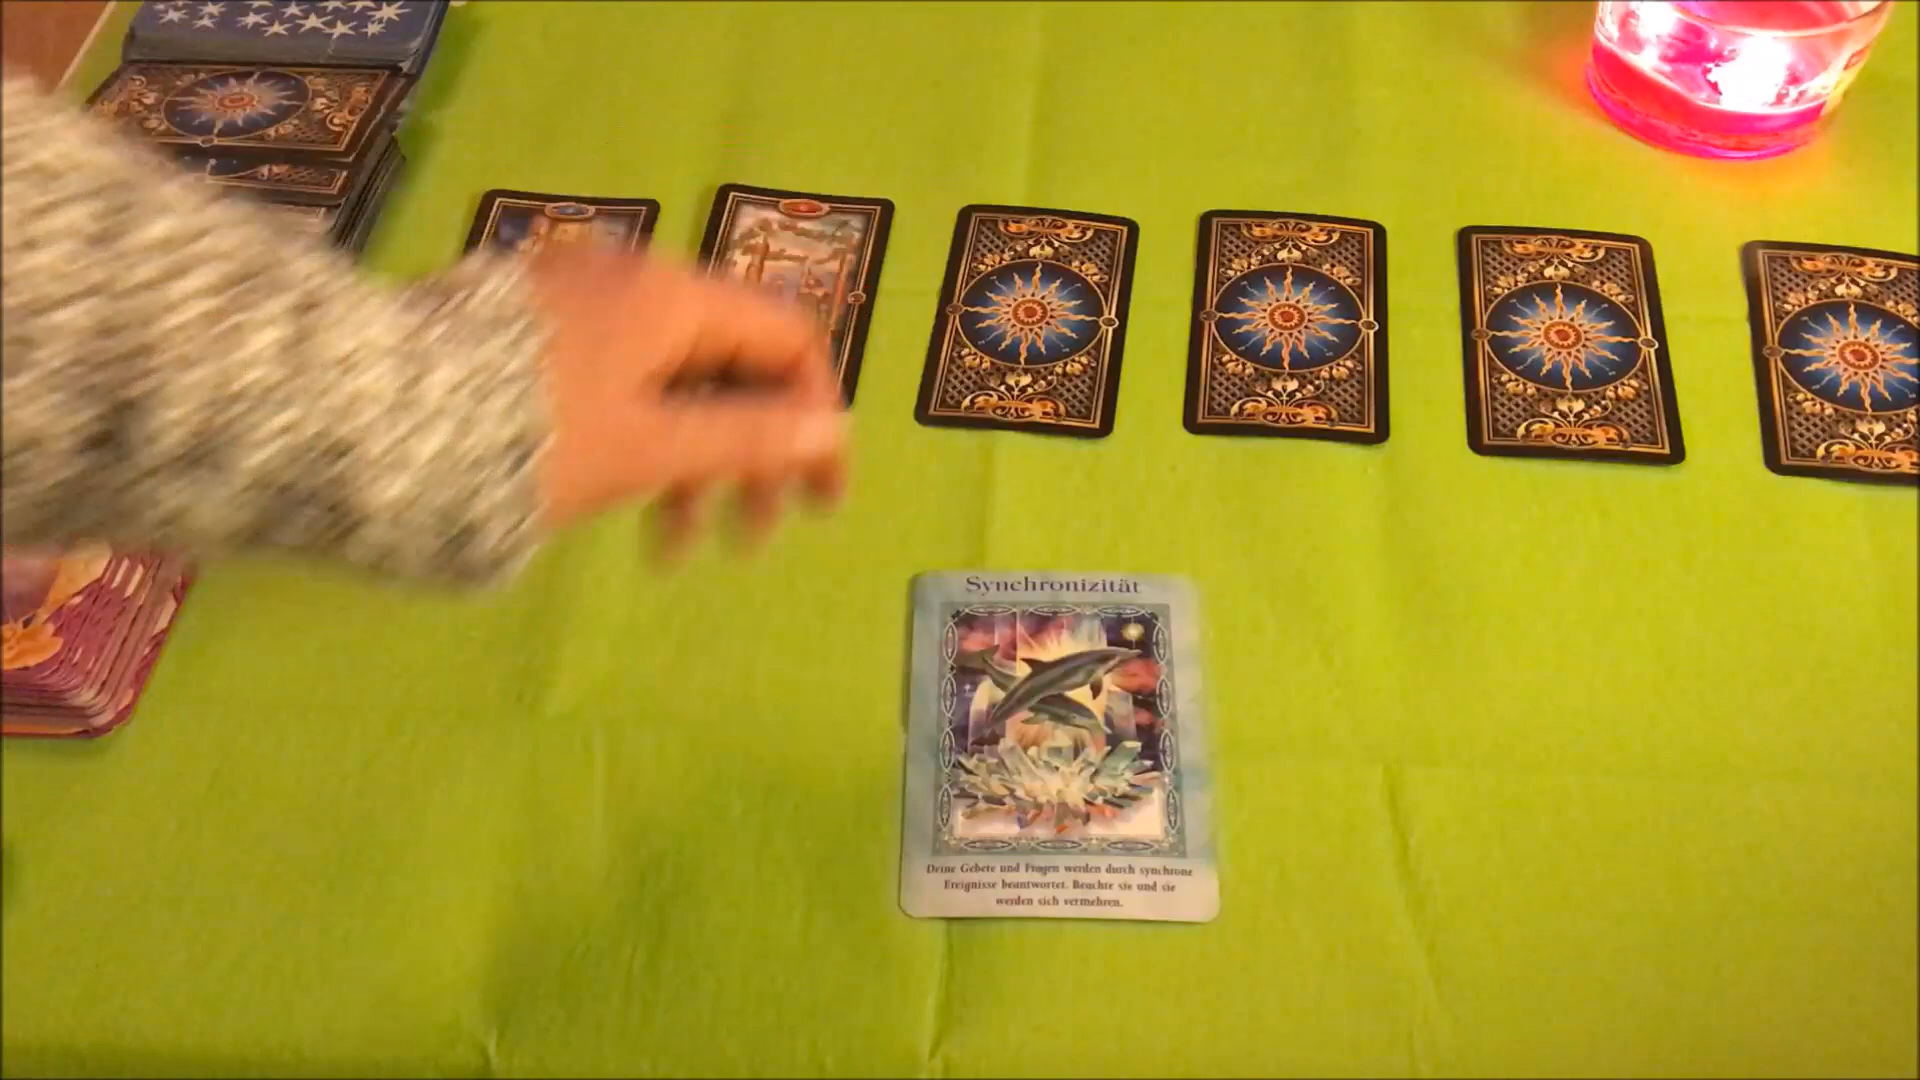 Synchronizität
Deine Gebete und Fragen werden durch synchrone
Ereignisse beantwortet. Beachte sie und sie
werden sich vermehren.